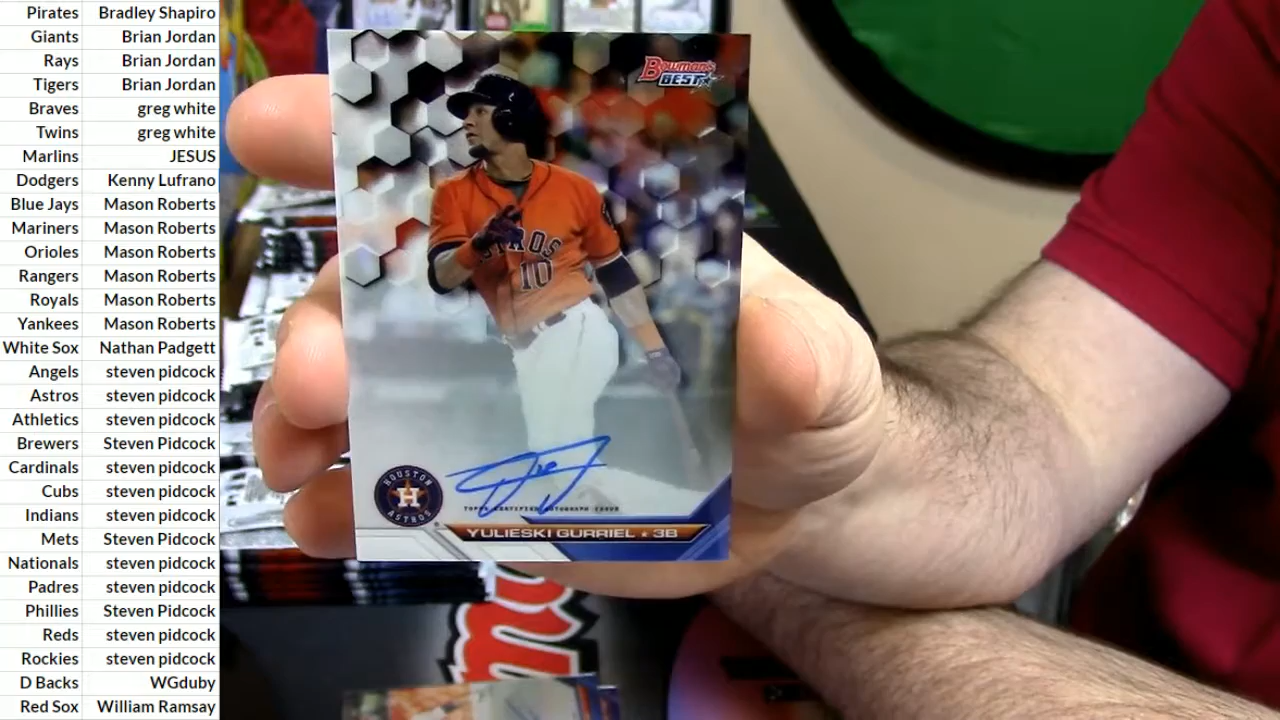 Pirates Bradley Shapiro
Giants Brian Jordan
Rays Brian Jordan
Tigers Brian Jordan
Braves greg white
Twins greg white
Marlins JESUS
Dodgers Kenny Lufrano
Blue Jays Mason Roberts
Mariners Mason Roberts
Orioles Mason Roberts
Rangers Mason Roberts
Royals Mason Roberts
Yankees Mason Roberts
White Sox Nathan Padgett
Angels steven pidcock
Astros steven pidcock
Athletics steven pidcock
Brewers Steven Pidcock
Cardinals steven pidcock
Cubs steven pidcock
Indians steven pidcock
Mets Steven Pidcock
Nationals steven pidcock
Padres steven pidcock
Phillies Steven Pidcock
Reds steven pidcock
Rockies steven pidcock
D Backs WGduby
Red Sox William Ramsay
Bowman's
BEST
10
HOUSTON
H
ASTROS
TOPPS CERTIFIED AUTOGRAPH ISSUE
YULIESKI GURRIEL ★ 3B